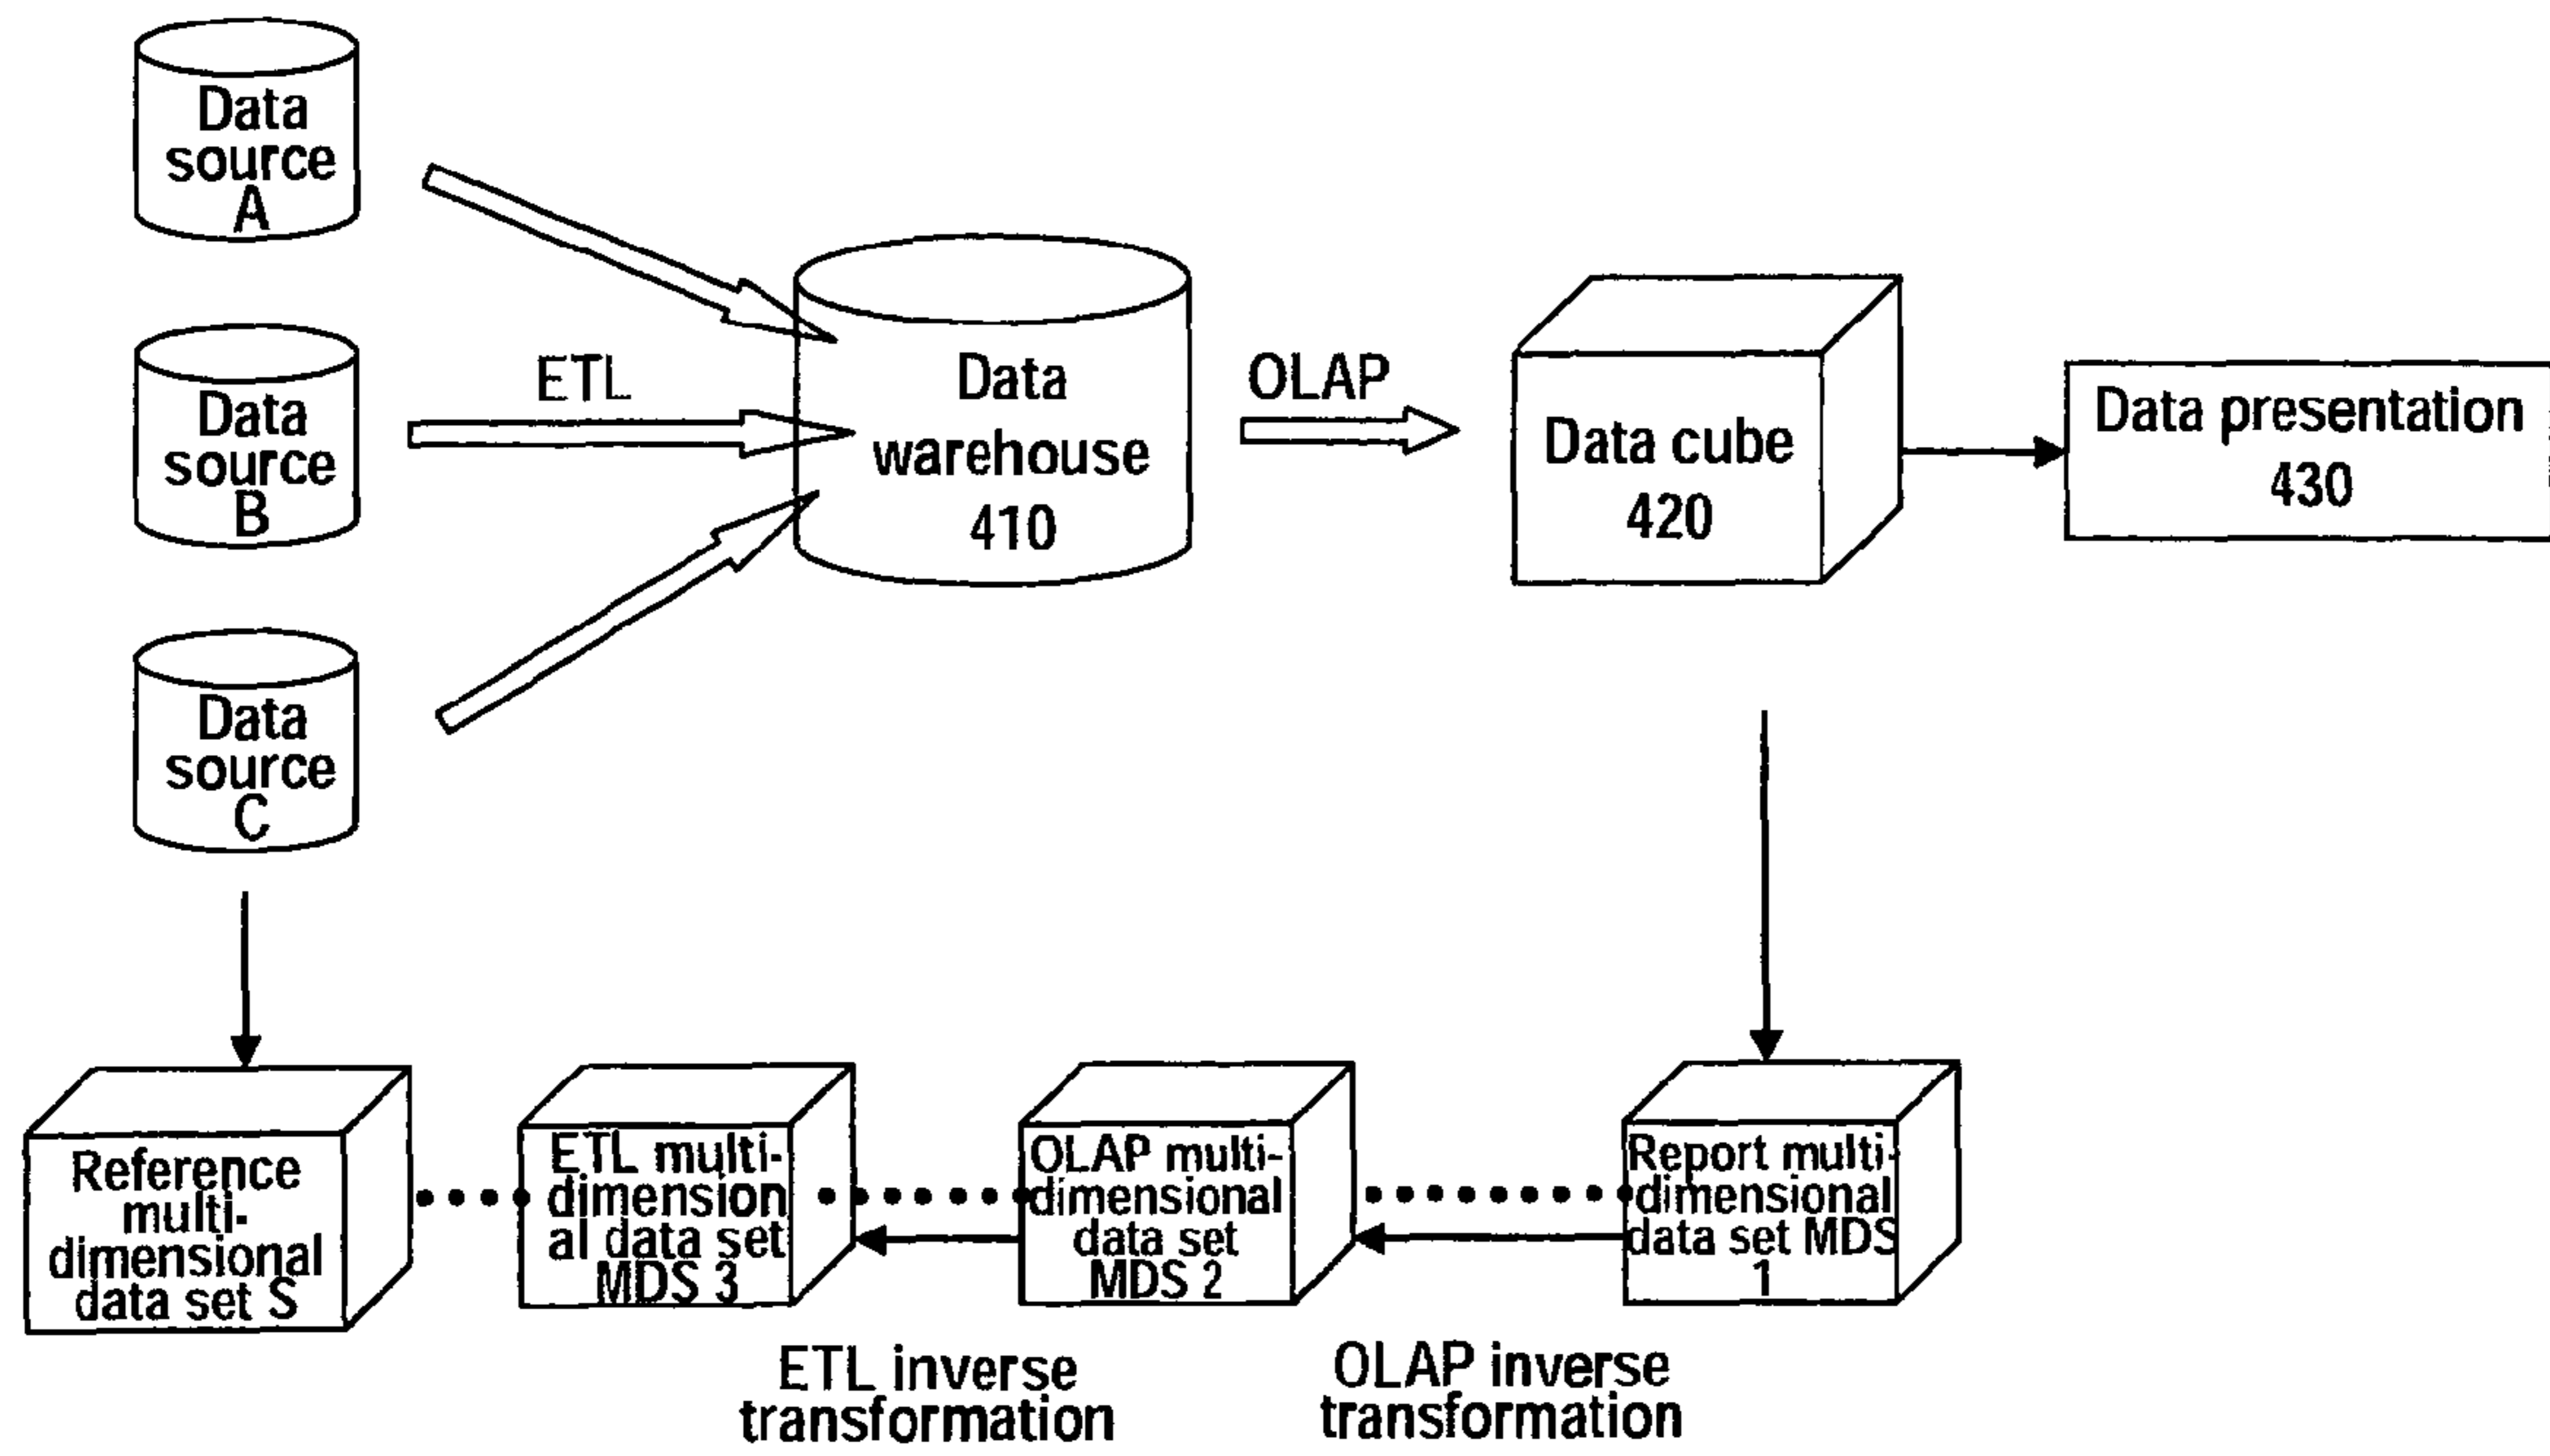 Data
source
A
Data
source
B
Data
source
C
ETL
Data
warehouse
410
OLAP
Data cube
420
Data presentation
430
Reference
multi-
dimensional
data set S
ETL multi-
dimension
al data set
MDS 3
OLAP multi-
dimensional
data set
MDS 2
Report multi-
dimensional
data set MDS
1
ETL inverse
transformation
OLAP inverse
transformation